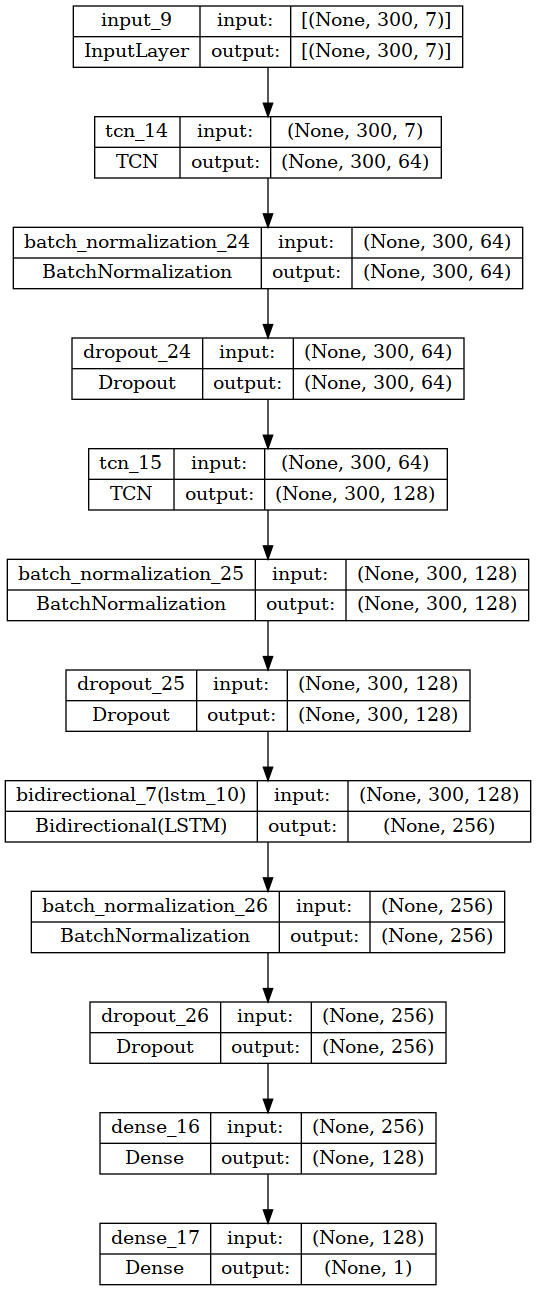 input_9 input: [(None, 300, 7)]
InputLayer output: [(None, 300, 7)]
tcn_14 input: (None, 300, 7)
TCN output: (None, 300, 64)
batch_normalization_24 input: (None, 300, 64)
BatchNormalization output: (None, 300, 64)
dropout_24 input: (None, 300, 64)
Dropout output: (None, 300, 64)
tcn_15 input: (None, 300, 64)
TCN output: (None, 300, 128)
batch_normalization_25 input: (None, 300, 128)
BatchNormalization output: (None, 300, 128)
dropout_25 input: (None, 300, 128)
Dropout output: (None, 300, 128)
bidirectional_7(lstm_10) input: (None, 300, 128)
Bidirectional(LSTM) output: (None, 256)
batch_normalization_26 input: (None, 256)
BatchNormalization output: (None, 256)
dropout_26 input: (None, 256)
Dropout output: (None, 256)
dense_16 input: (None, 256)
Dense output: (None, 128)
dense_17 input: (None, 128)
Dense output: (None, 1)